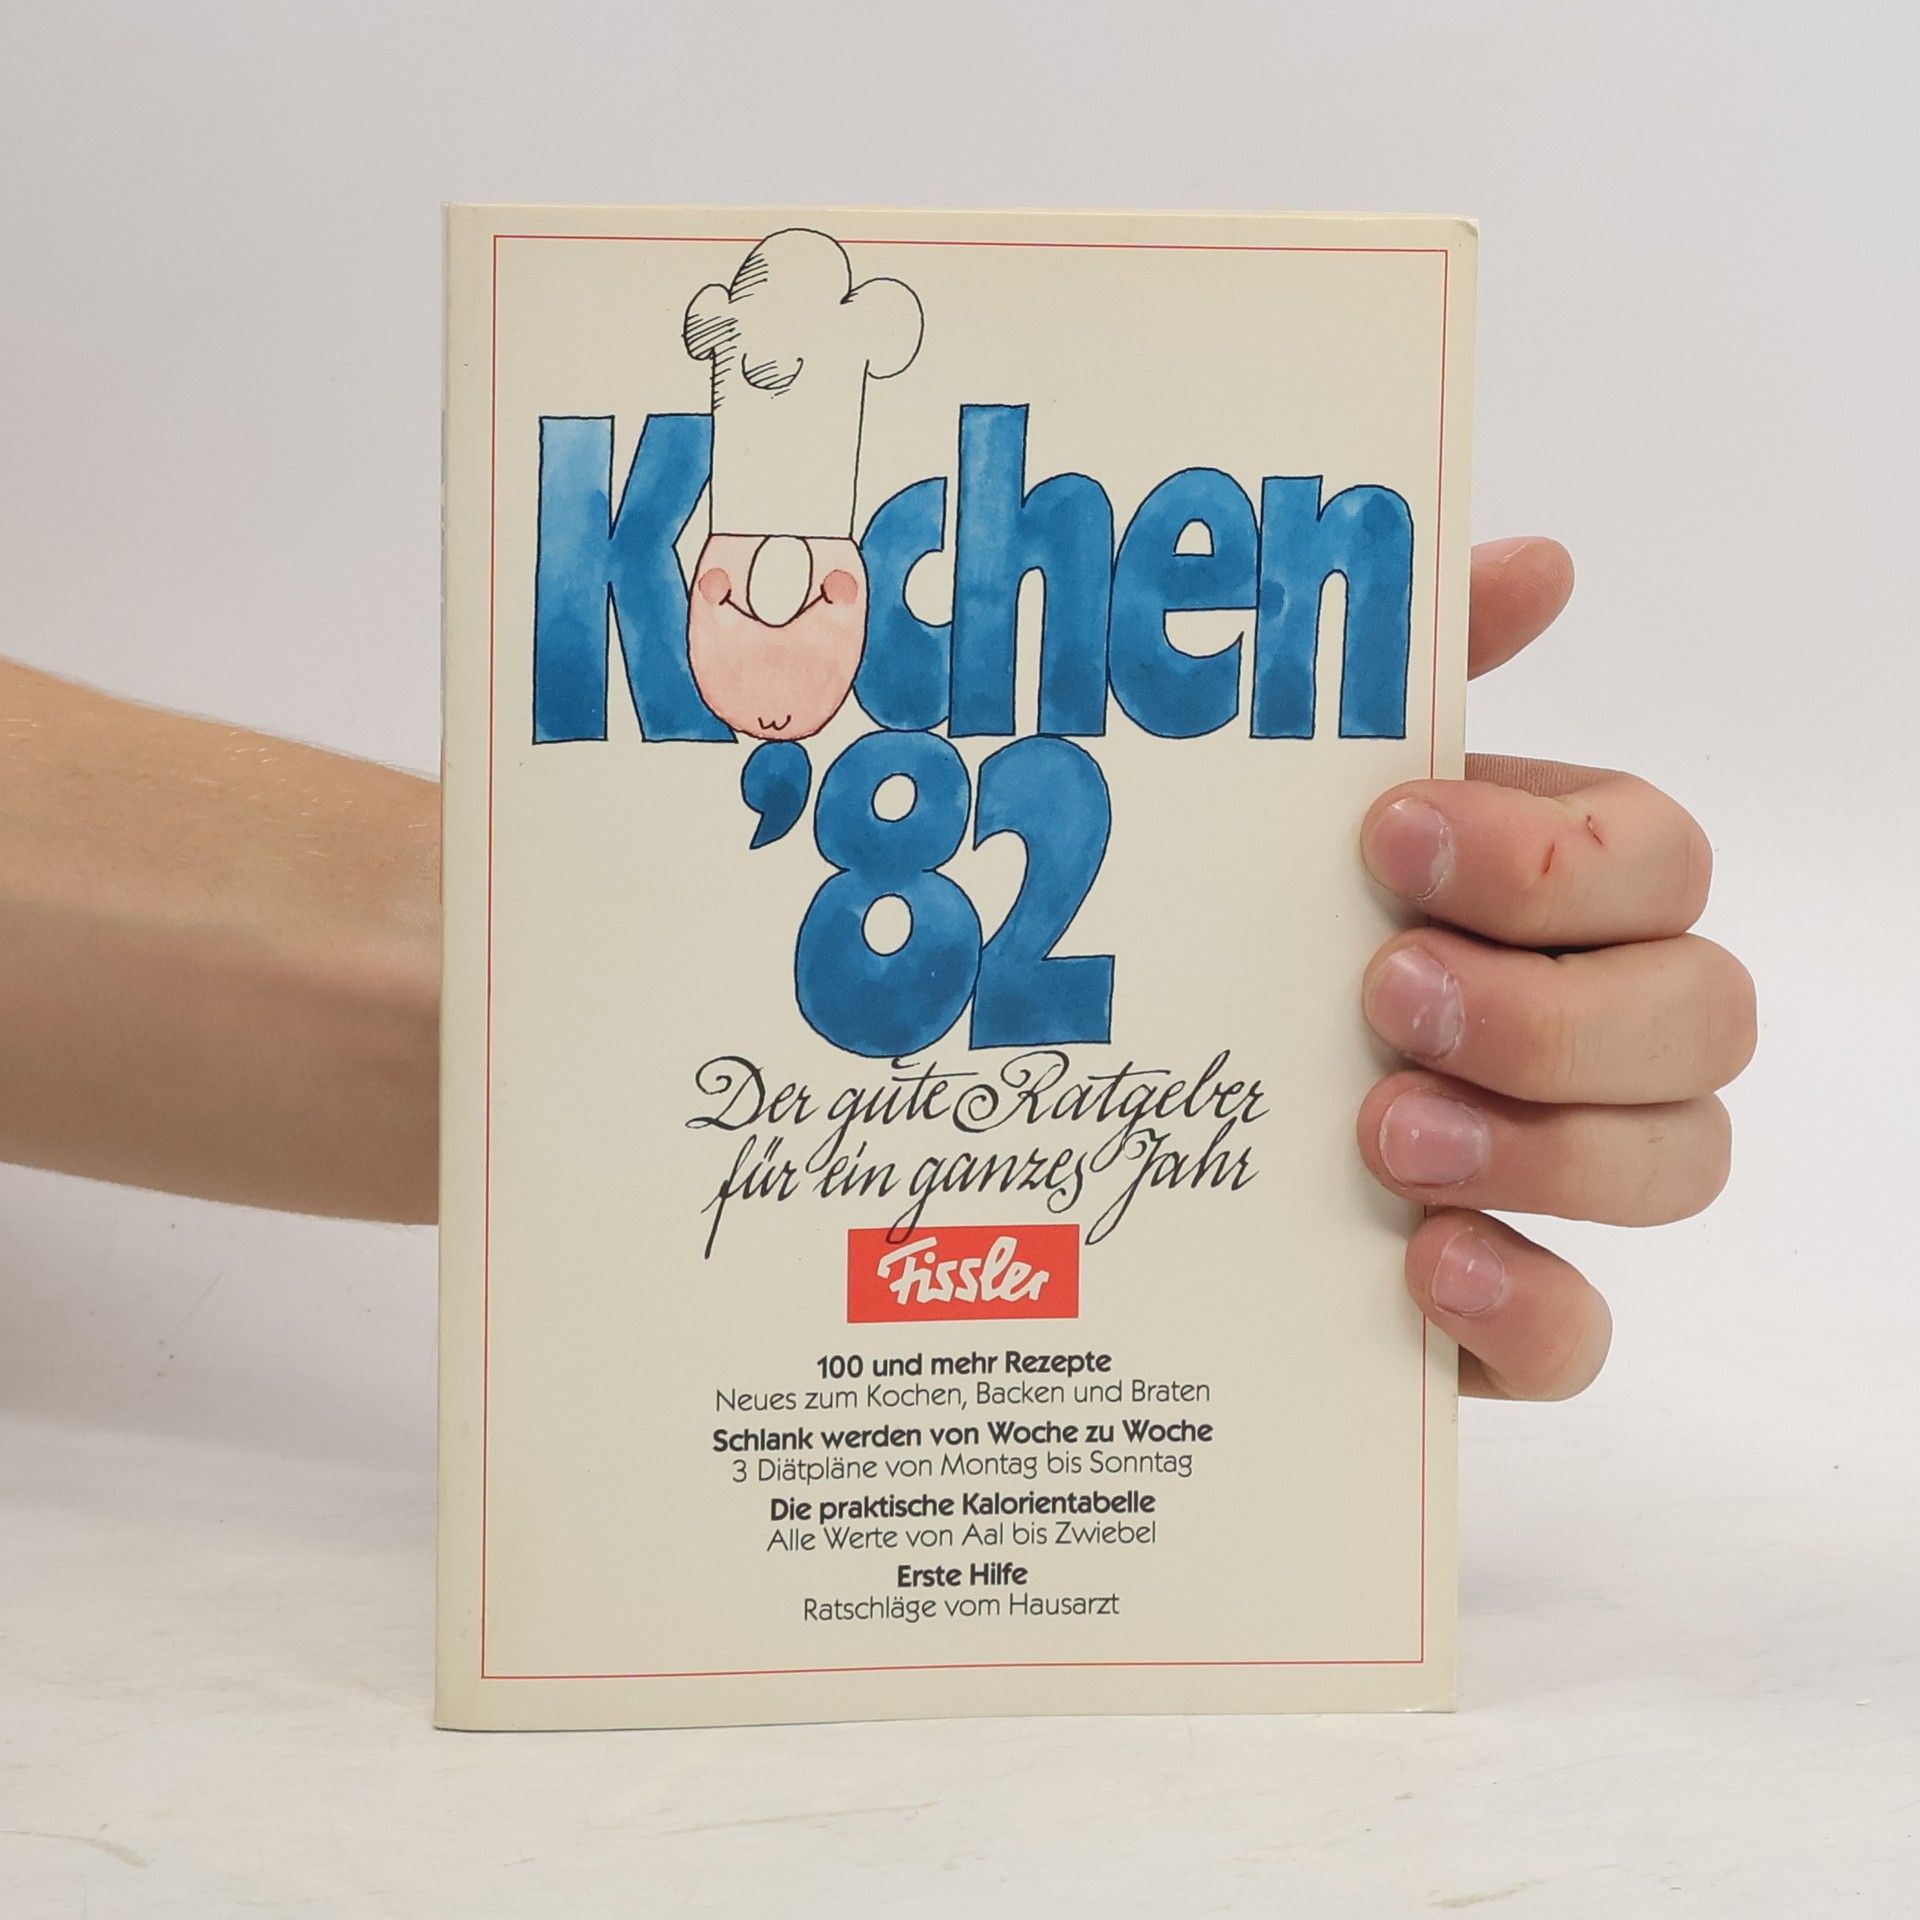 Kochen
'82
Der gute Ratgeber
für ein ganzes Jahr
Fissler
100 und mehr Rezepte
Neues zum Kochen, Backen und Braten
Schlank werden von Woche zu Woche
3 Diätpläne von Montag bis Sonntag
Die praktische Kalorientabelle
Alle Werte von Aal bis Zwiebel
Erste Hilfe
Ratschläge vom Hausarzt